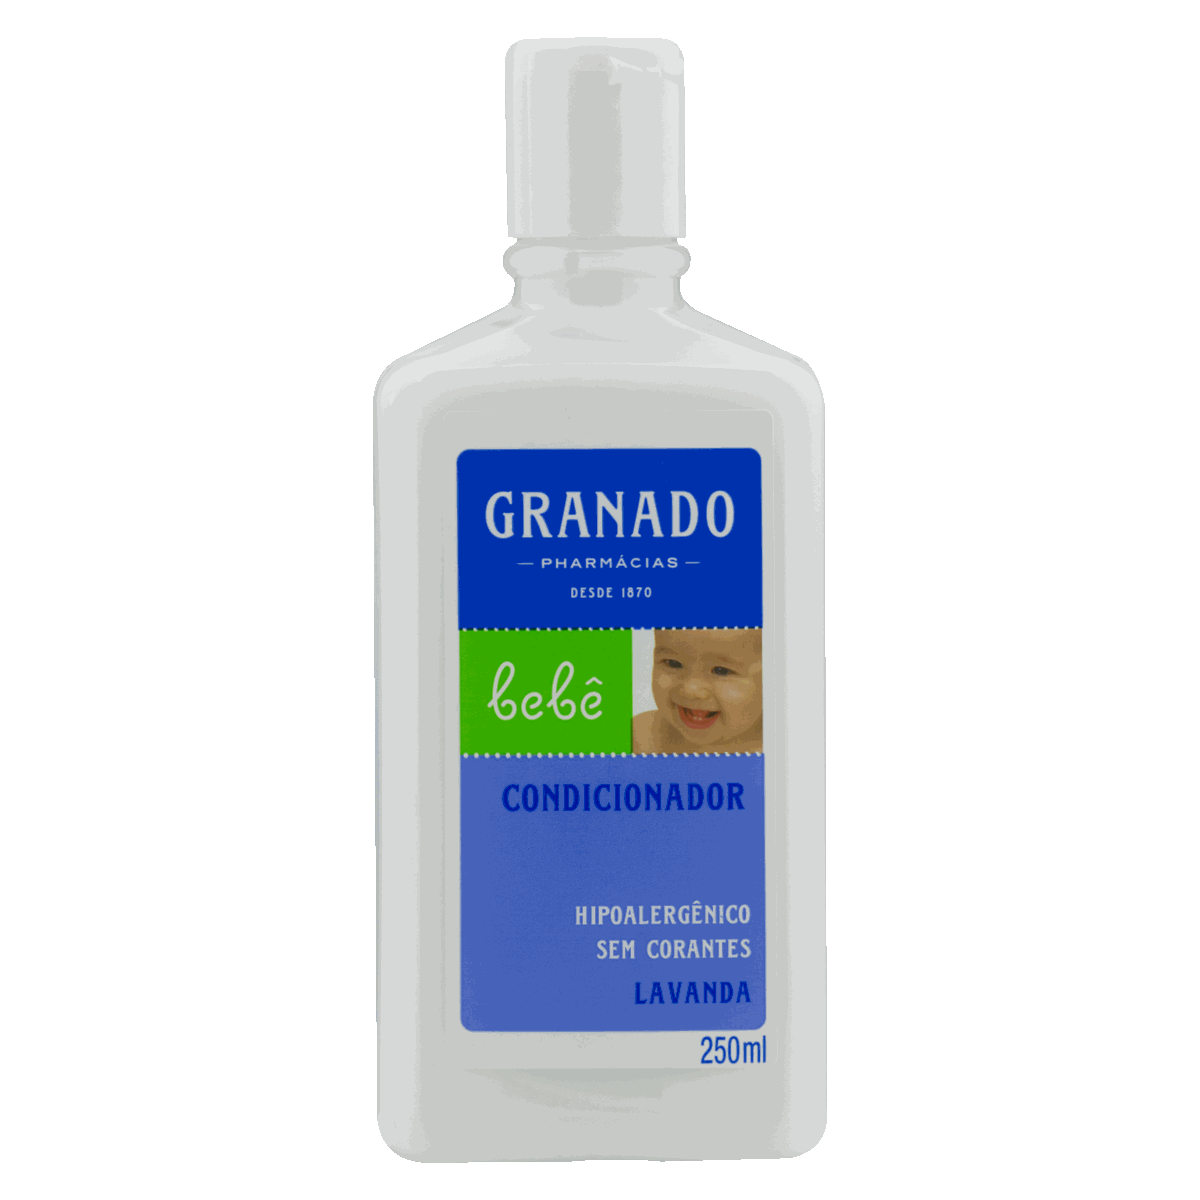 GRANADO
— PHARMÁCIAS —
DESDE 1870
bebê
CONDICIONADOR
HIPOALERGÊNICO
SEM CORANTES
LAVANDA
250ml